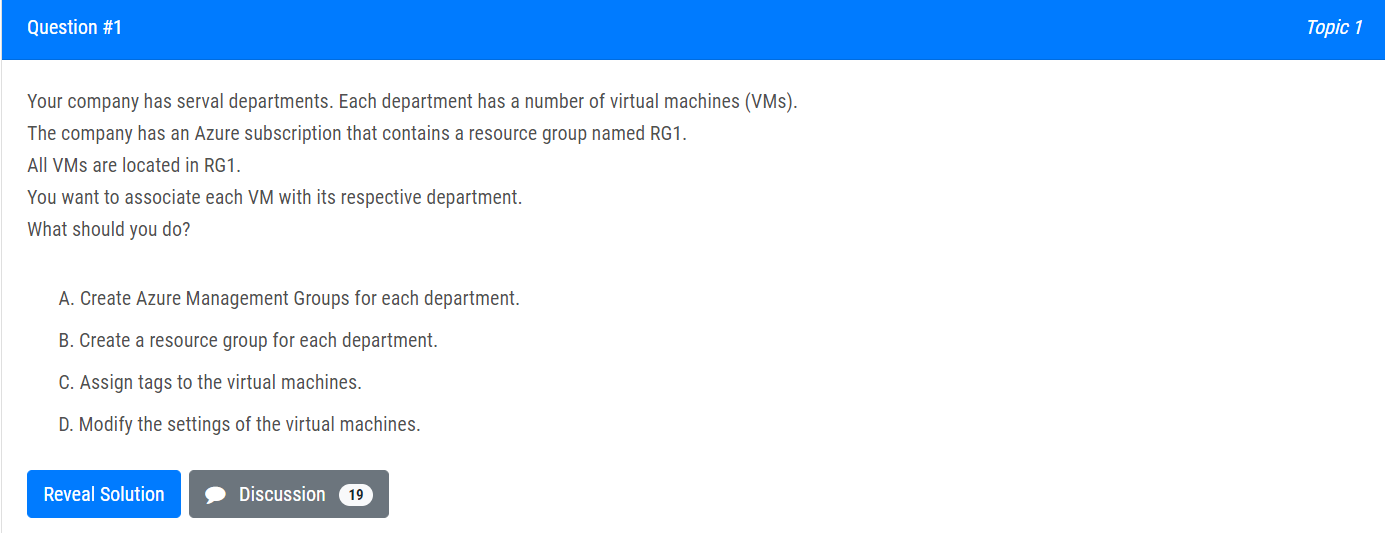 Question #1
Topic 1
Your company has serval departments. Each department has a number of virtual machines (VMs).
The company has an Azure subscription that contains a resource group named RG1.
All VMs are located in RG1.
You want to associate each VM with its respective department.
What should you do?
A. Create Azure Management Groups for each department.
B. Create a resource group for each department.
C. Assign tags to the virtual machines.
D. Modify the settings of the virtual machines.
Reveal Solution
Discussion 19